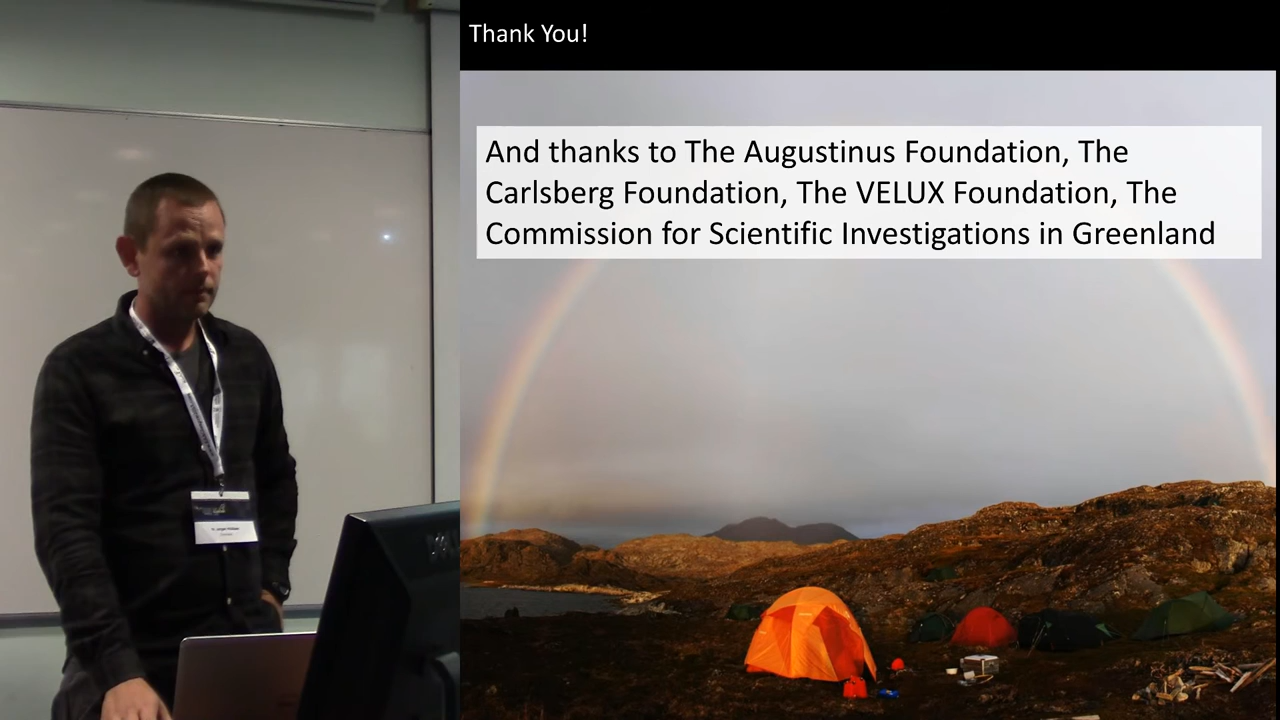 Thank You!
And thanks to The Augustinus Foundation, The
Carlsberg Foundation, The VELUX Foundation, The
Commission for Scientific Investigations in Greenland